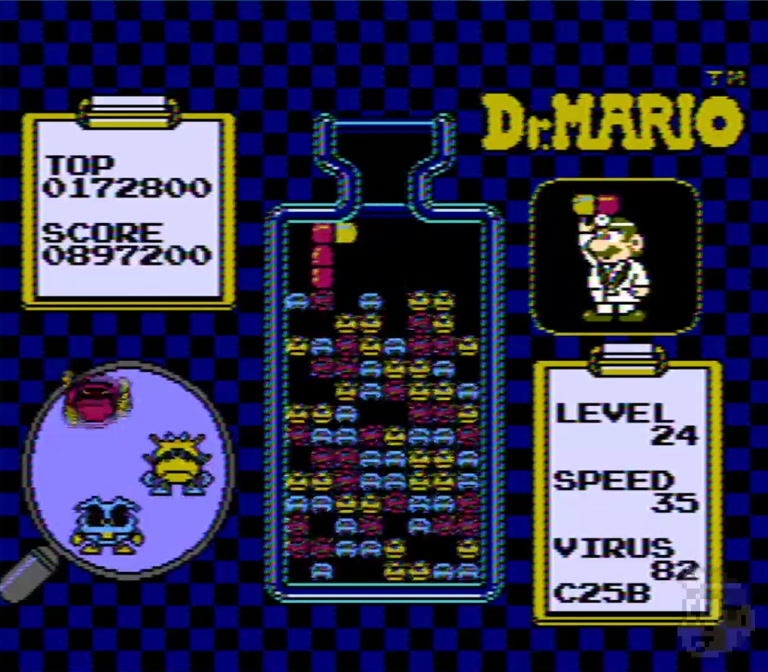 TM
Dr. MARIO
TOP
0172800
SCORE
0897200
LEVEL
24
SPEED
35
VIRUS
82
C25B